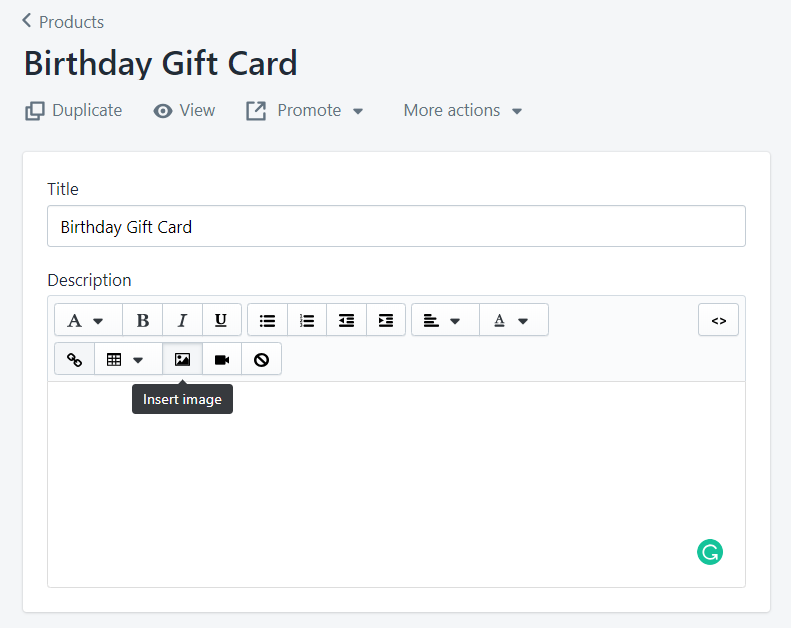 Products
Birthday Gift Card
Duplicate View Promote More actions
Title
Birthday Gift Card
Description
A B I U A <>
Insert image